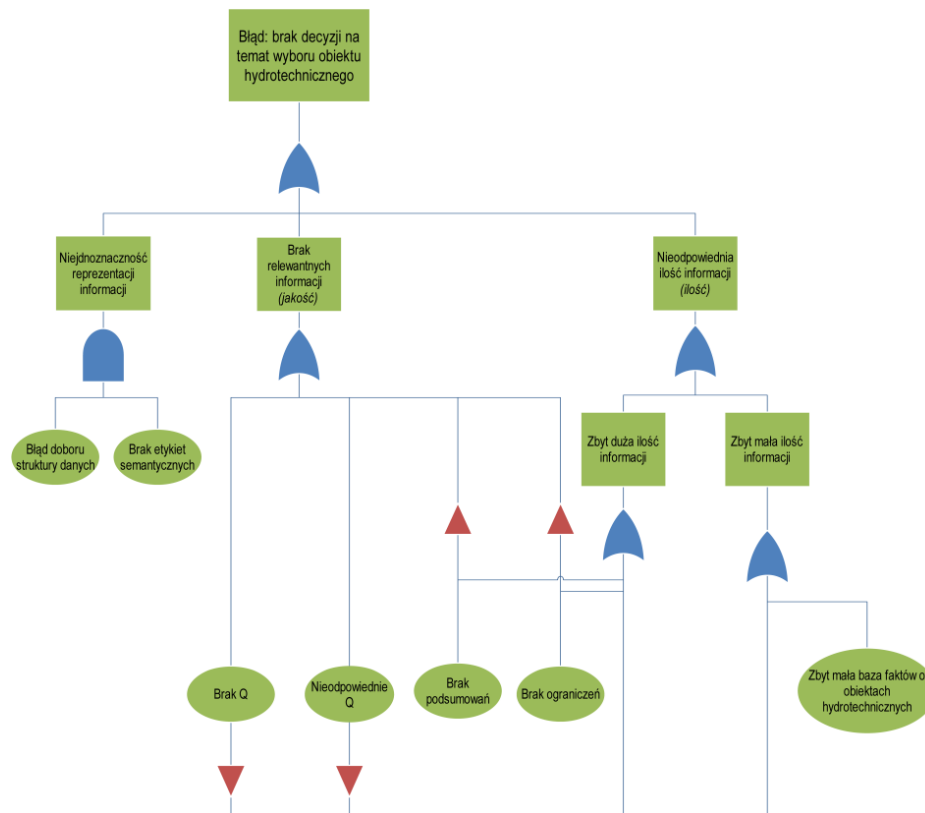 Błąd: brak decyzji na
temat wyboru obiektu
hydrotechnicznego
Niejdnoznaczność
reprezentacji
informacji
Brak
relewantnych
informacji
(jakość)
Nieodpowiednia
ilość informacji
(ilość)
Błąd doboru
struktury danych
Brak etykiet
semantycznych
Zbyt duża ilość
informacji
Zbyt mała ilość
informacji
Brak Q
Nieodpowiednie
Q
Brak
podsumowań
Brak ograniczeń
Zbyt mała baza faktów o
obiektach
hydrotechnicznych